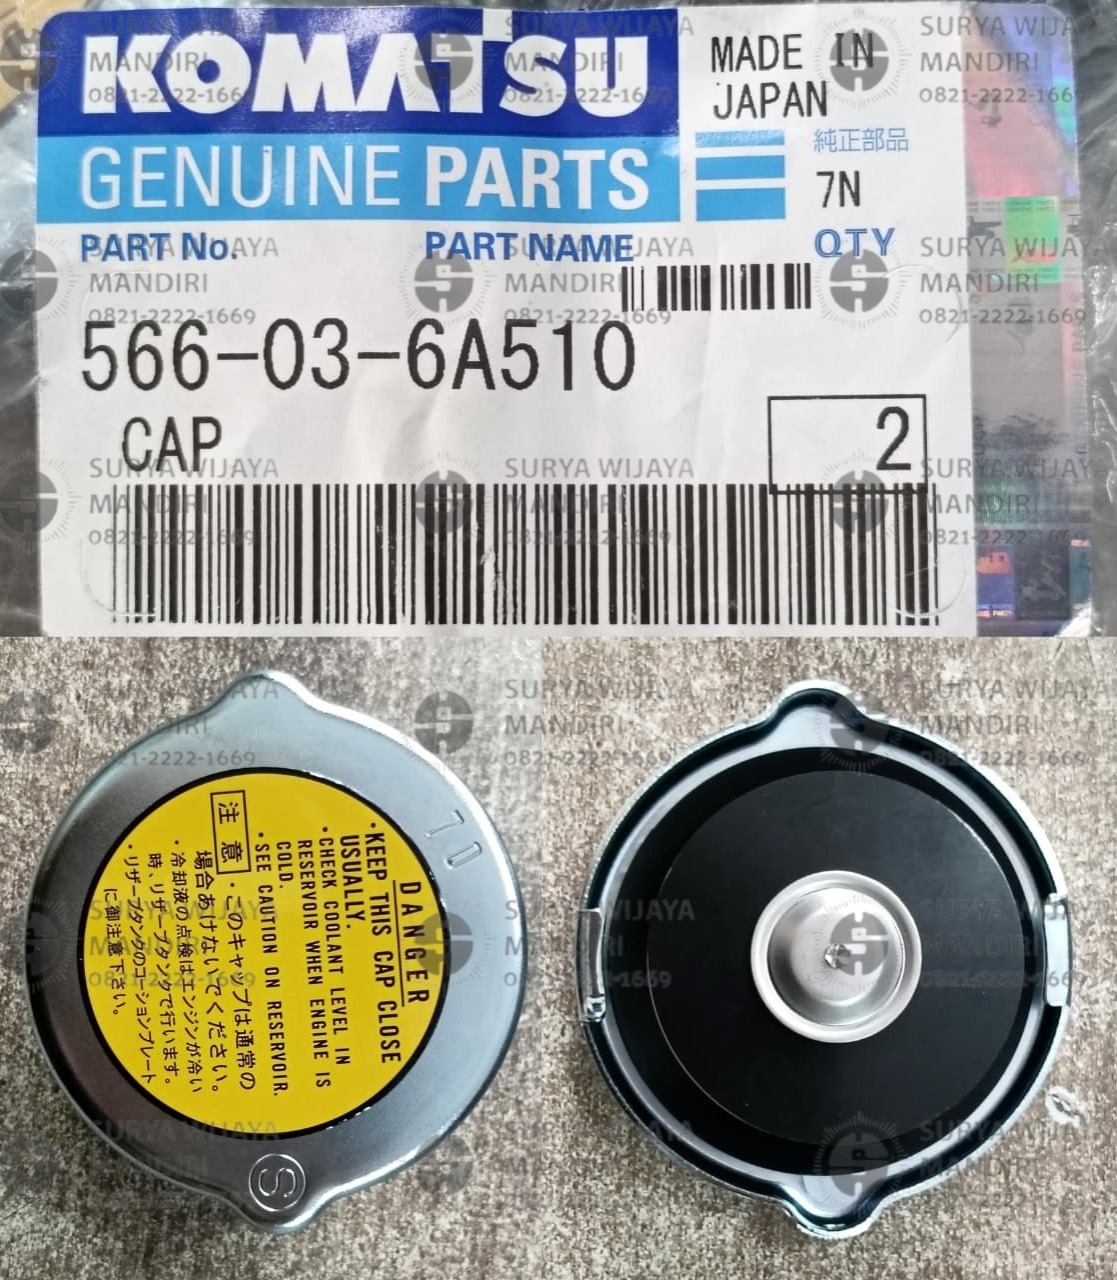 KOMATSU
MADE IN
JAPAN
GENUINE PARTS
純正部品
7N
PART No.
PART NAME
QTY
566-03-6A510
CAP
2
70
DANGER
・KEEP THIS CAP CLOSE
USUALLY.
・CHECK COOLANT LEVEL IN
RESERVOIR WHEN ENGINE IS
COLD.
・SEE CAUTION ON RESERVOIR.
注意
・このキャップは通常の
場合あけないでください。
・冷却液の点検はエンジンが冷い
時、リザーブタンクで行います。
・リザーブタンクのコーションプレート
に御注意下さい。
S
SURYA WIJAYA
MANDIRI
0821-2222-1669